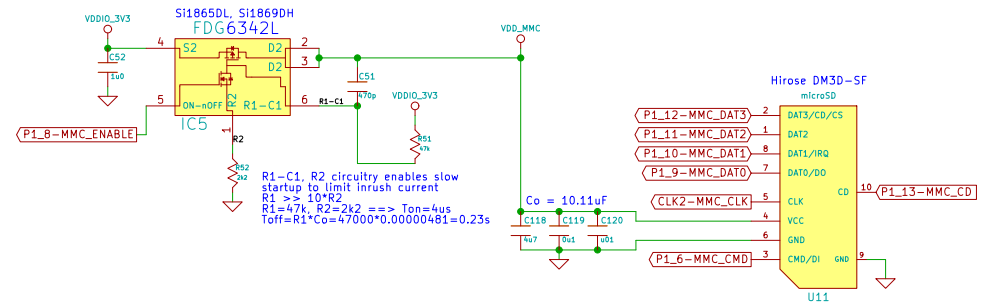 Si1865DL, Si1869DH
FDG6342L
VDDIO_3V3
4 S2
D2 2
D2 3
C52
1u0
5 ON-nOFF
R2
R1-C1 6
R1-C1
IC5
1
R2
P1_8-MMC_ENABLE
R52
2k2
C51
470p
VDDIO_3V3
R51
47k
VDD_MMC
R1-C1, R2 circuitry enables slow
startup to limit inrush current
R1 >> 10*R2
R1=47k, R2=2k2 ==> Ton=4us
Toff=R1*Co=47000*0.00000481=0.23s
Co = 10.11uF
C118
4u7
C119
0u1
C120
u01
Hirose DM3D-SF
microSD
P1_12-MMC_DAT3 2 DAT3/CD/CS
P1_11-MMC_DAT2 1 DAT2
P1_10-MMC_DAT1 8 DAT1/IRQ
P1_9-MMC_DAT0 7 DAT0/DO
CD 10 P1_13-MMC_CD
CLK2-MMC_CLK 5 CLK
4 VCC
6 GND
P1_6-MMC_CMD 3 CMD/DI
GND 9
U11